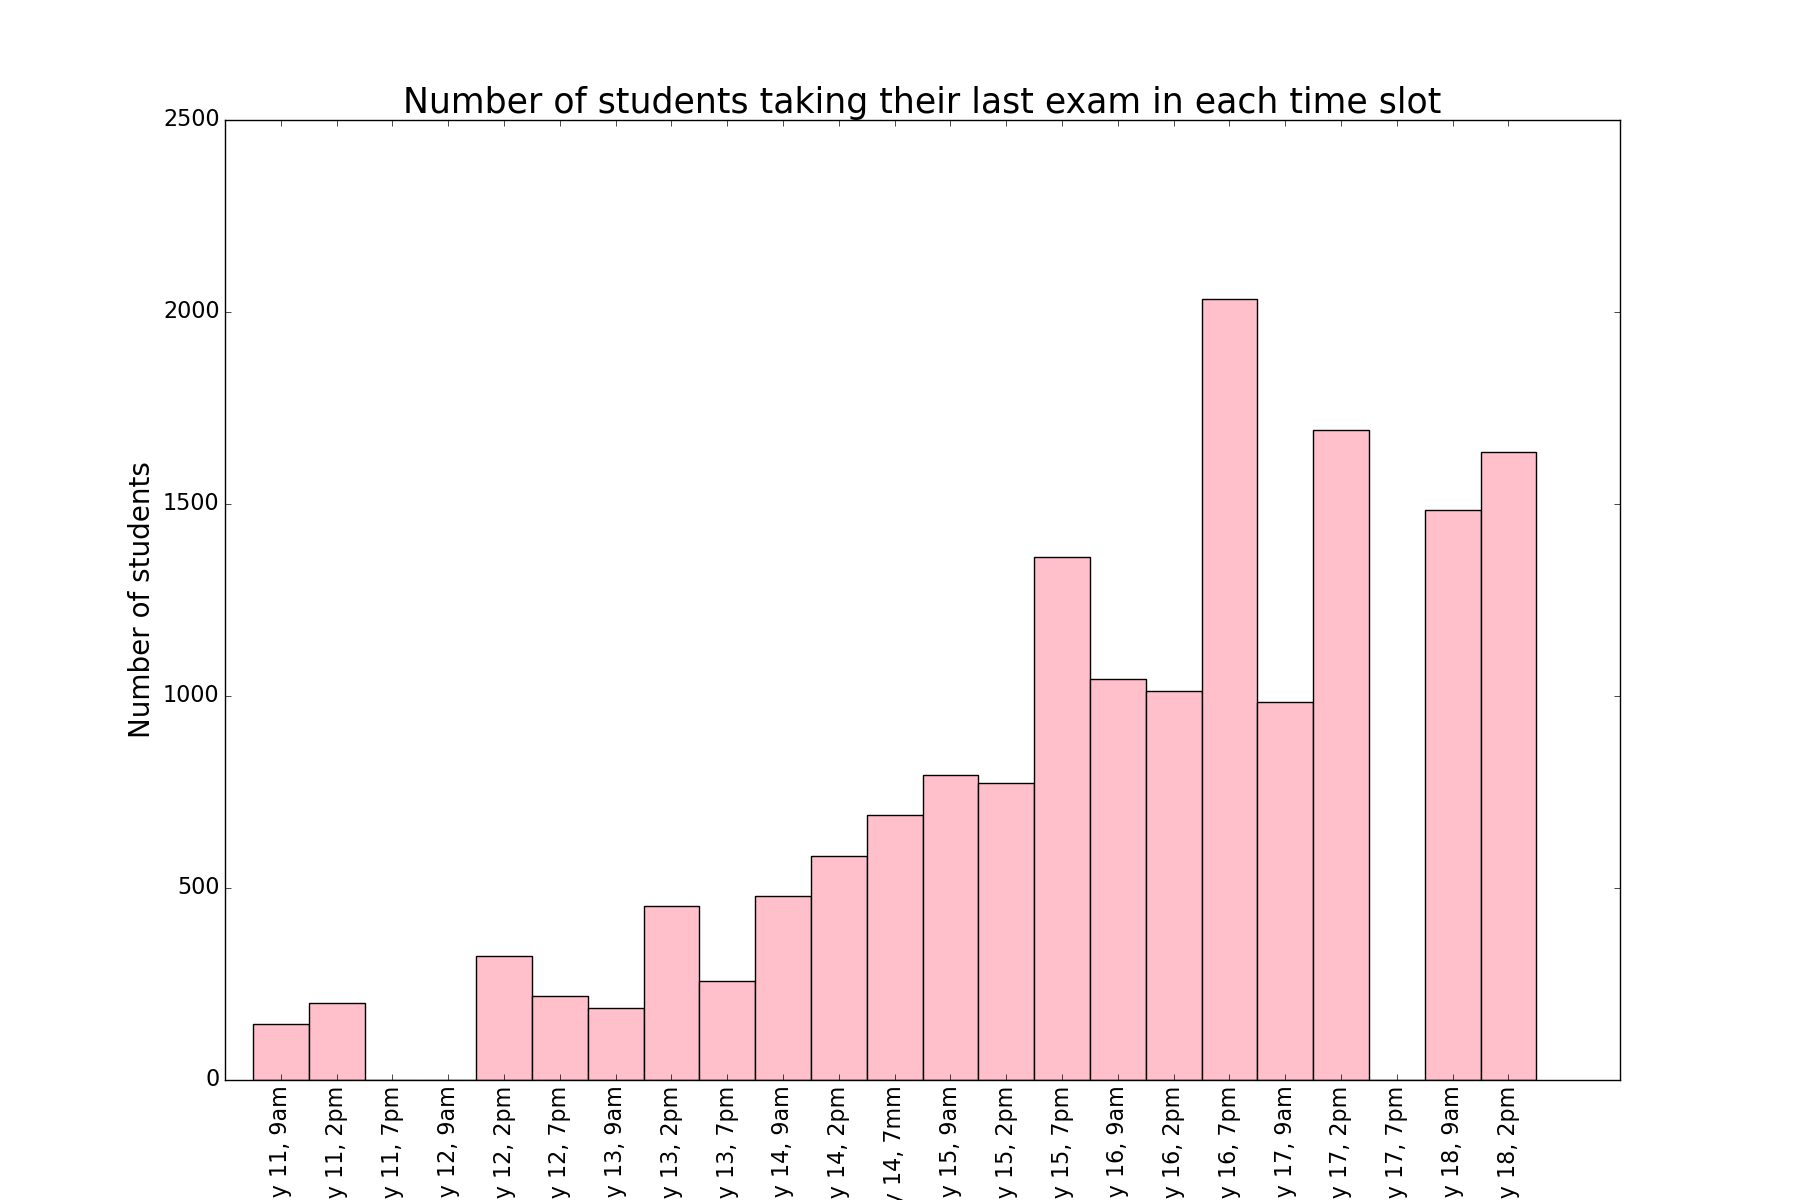 Number of students taking their last exam in each time slot
Number of students
2500
2000
1500
1000
500
0
y 11, 9am
y 11, 2pm
y 11, 7pm
y 12, 9am
y 12, 2pm
y 12, 7pm
y 13, 9am
y 13, 2pm
y 13, 7pm
y 14, 9am
y 14, 2pm
y 14, 7mm
y 15, 9am
y 15, 2pm
y 15, 7pm
y 16, 9am
y 16, 2pm
y 16, 7pm
y 17, 9am
y 17, 2pm
y 17, 7pm
y 18, 9am
y 18, 2pm